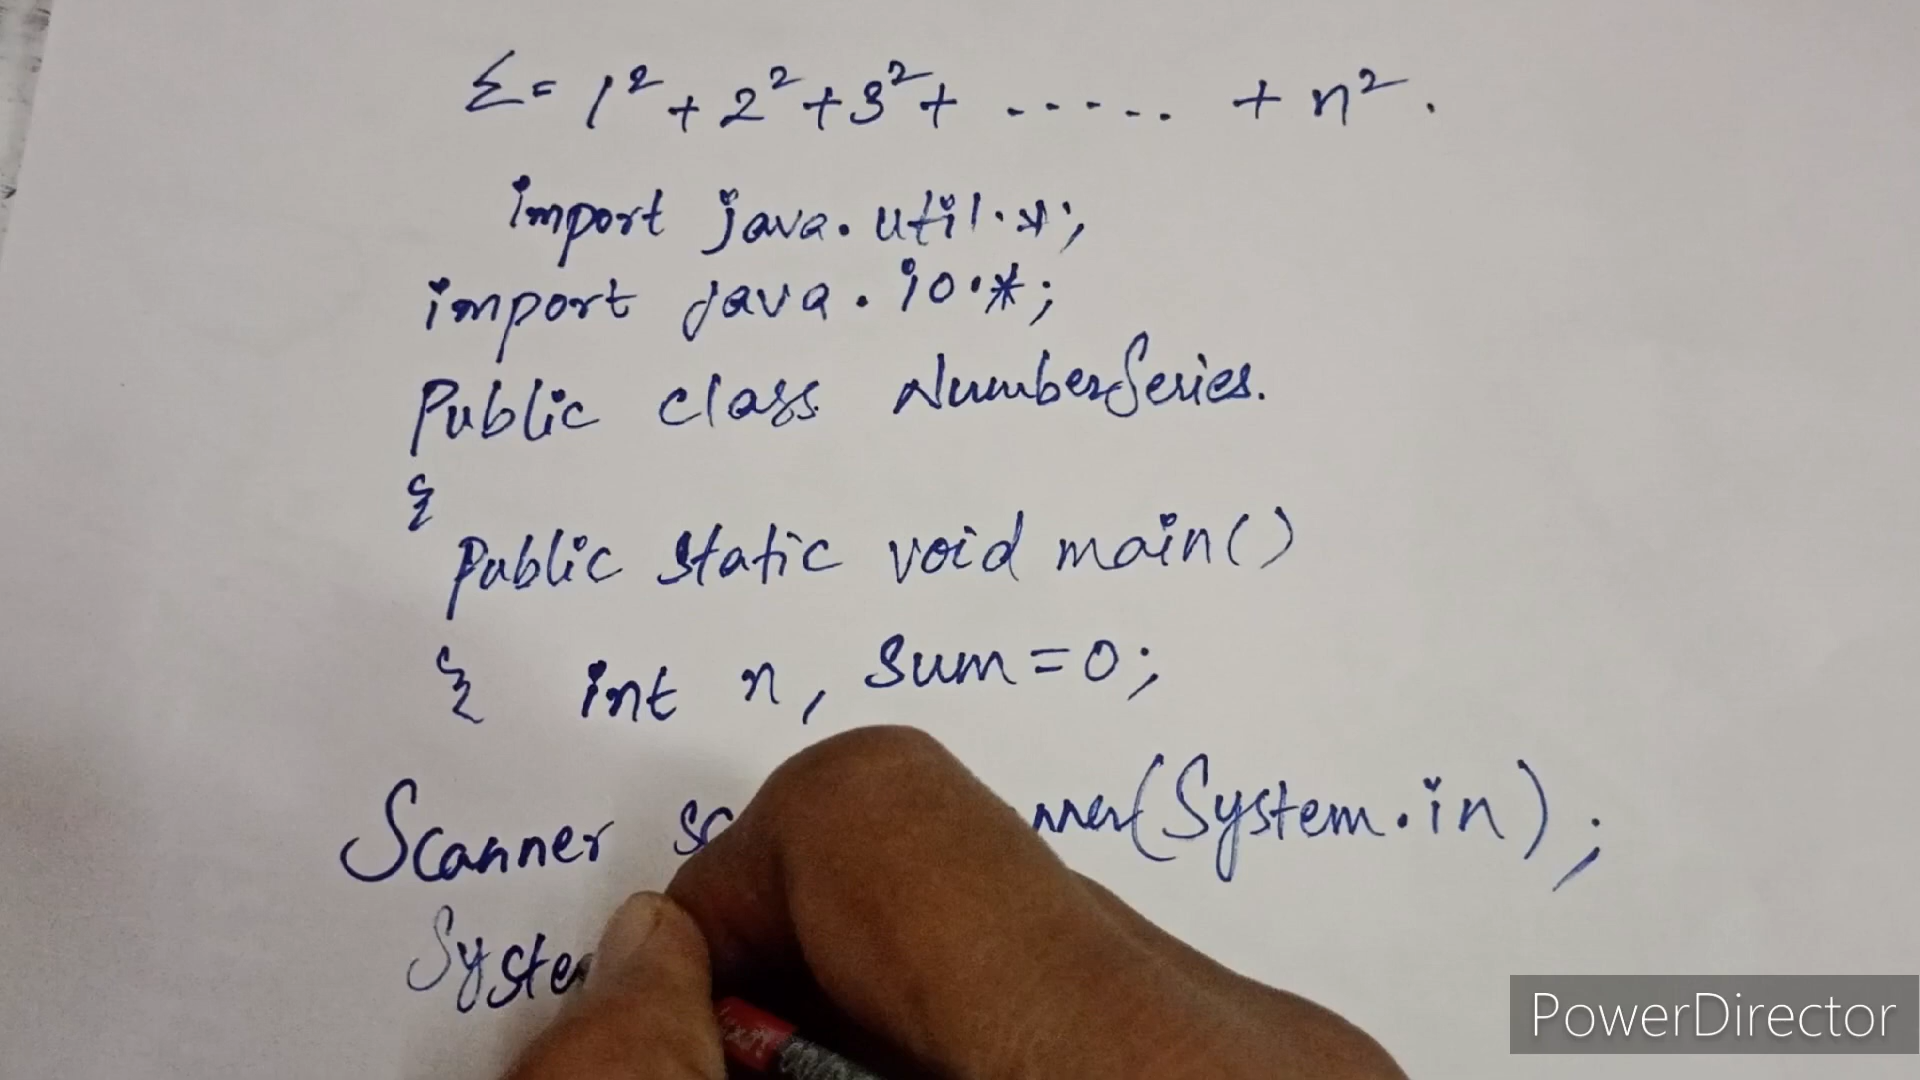 Σ= 1²+2²+3²+ ...... + n².
import java.util.*;
import java.io.*;
Public class NumberSeries.
{
Public static void main()
{ int n, Sum=0;
Scanner (System.in);
PowerDirector